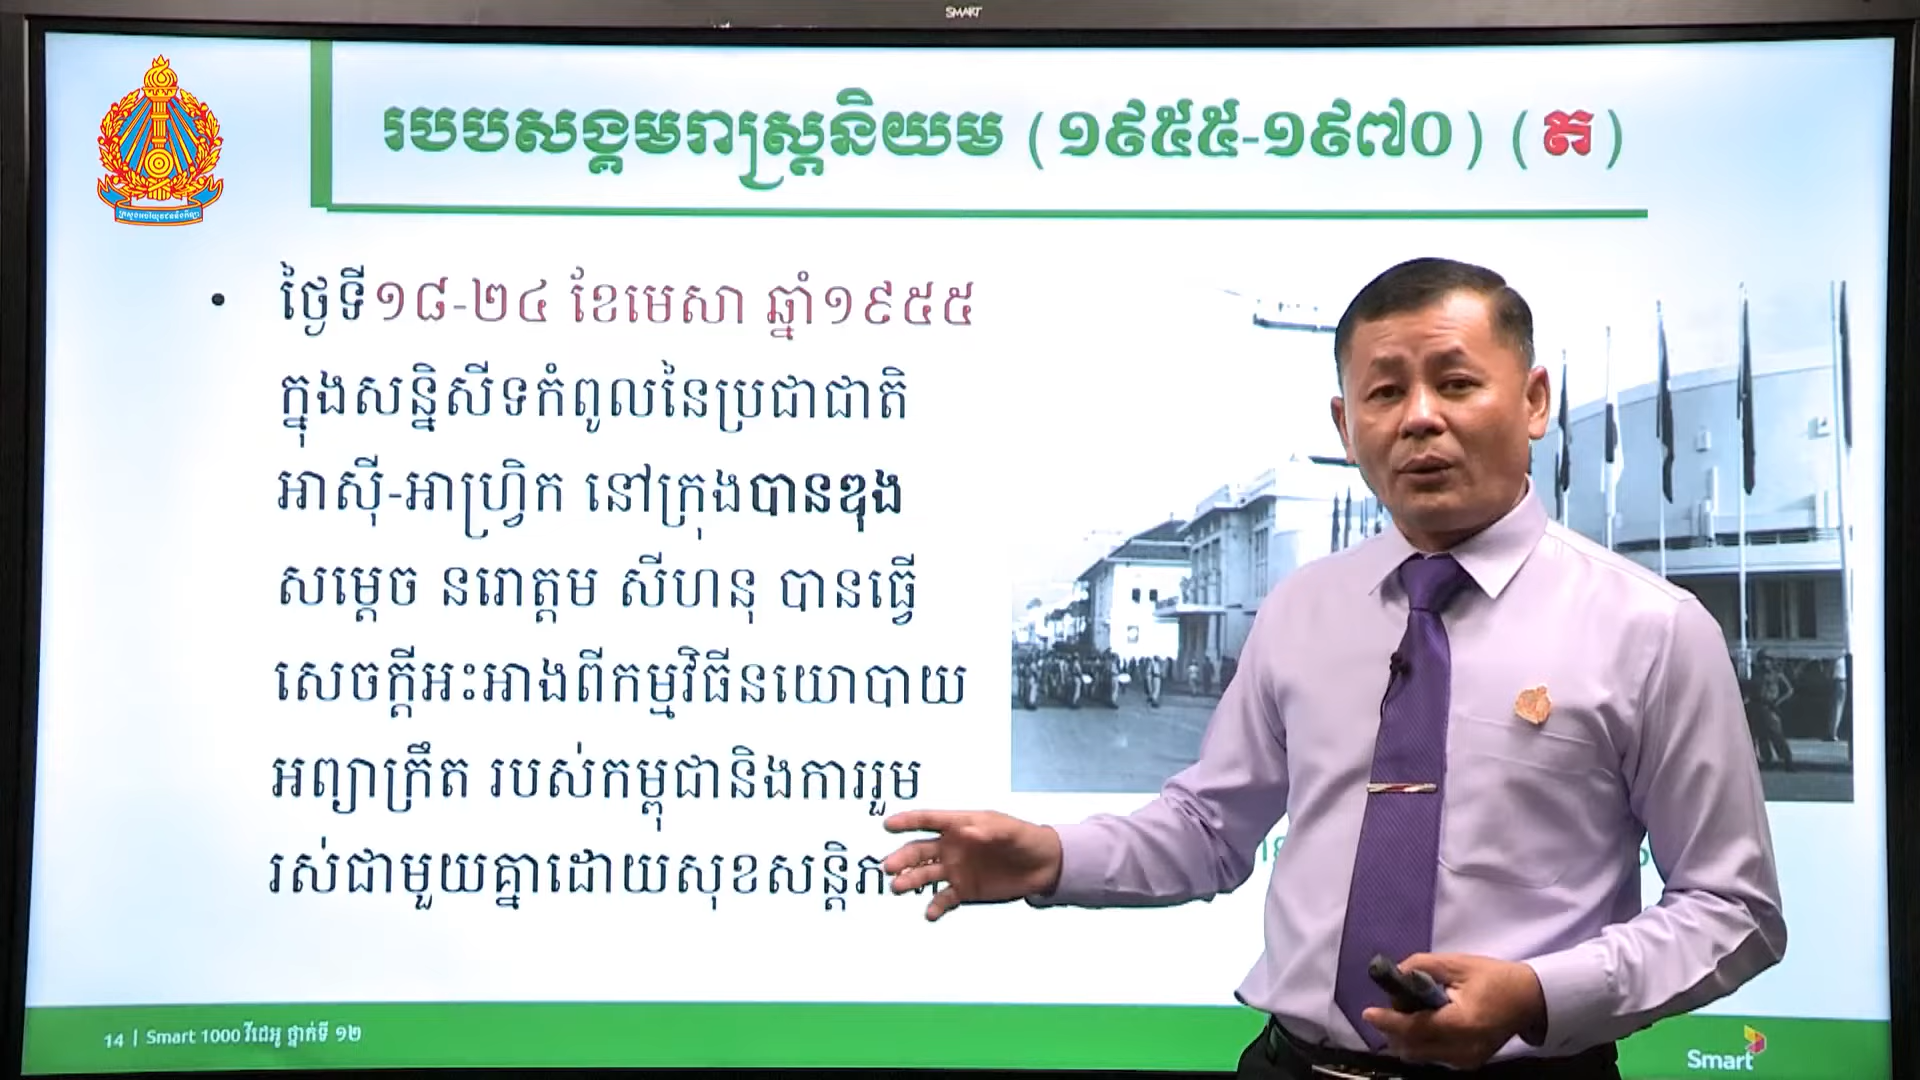 SMART
របបសង្គមរាស្ត្រនិយម (១៩៥៥-១៩៧០) (ត)
• ថ្ងៃទី១៨-២៤ ខែមេសា ឆ្នាំ១៩៥៥
ក្នុងសន្និសីទកំពូលនៃប្រជាជាតិ
អាស៊ី-អាហ្វ្រិក នៅក្រុងបានឌុង
សម្តេច នរោត្តម សីហនុ បានធ្វើ
សេចក្តីអះអាងពីកម្មវិធីនយោបាយ
អព្យាក្រឹត របស់កម្ពុជានិងការរួម
រស់ជាមួយគ្នាដោយសុខសន្តិ
14 | Smart 1000 វីដេអូ ថ្នាក់ទី ១២
Smart